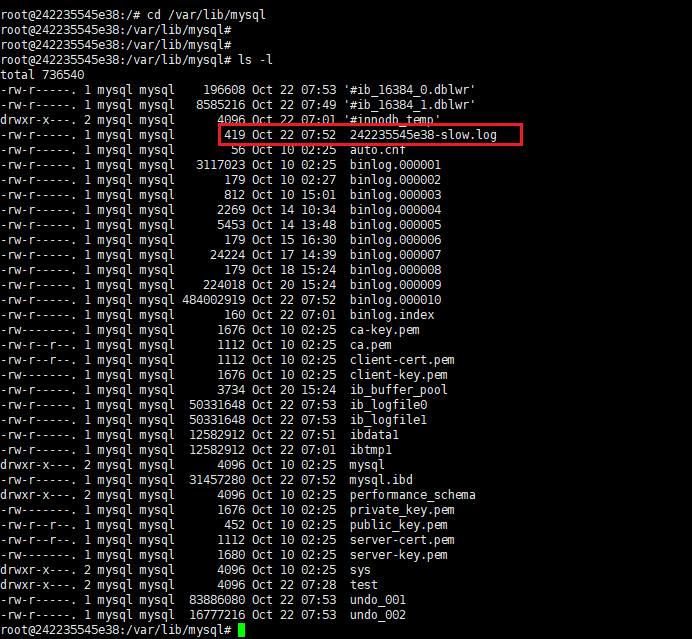 root@242235545e38:/# cd /var/lib/mysql
root@242235545e38:/var/lib/mysql#
root@242235545e38:/var/lib/mysql#
root@242235545e38:/var/lib/mysql# ls -l
total 736540
-rw-r-----. 1 mysql mysql    196608 Oct 22 07:53 '#ib_16384_0.dblwr'
-rw-r-----. 1 mysql mysql   8585216 Oct 22 07:49 '#ib_16384_1.dblwr'
drwxr-x---. 2 mysql mysql      4096 Oct 22 07:01 '#innodb_temp'
-rw-r-----. 1 mysql mysql       419 Oct 22 07:52  242235545e38-slow.log
-rw-r-----. 1 mysql mysql        56 Oct 10 02:25  auto.cnf
-rw-r-----. 1 mysql mysql   3117023 Oct 10 02:25  binlog.000001
-rw-r-----. 1 mysql mysql       179 Oct 10 02:27  binlog.000002
-rw-r-----. 1 mysql mysql       812 Oct 10 15:01  binlog.000003
-rw-r-----. 1 mysql mysql      2269 Oct 14 10:34  binlog.000004
-rw-r-----. 1 mysql mysql      5453 Oct 14 13:48  binlog.000005
-rw-r-----. 1 mysql mysql       179 Oct 15 16:30  binlog.000006
-rw-r-----. 1 mysql mysql     24224 Oct 17 14:39  binlog.000007
-rw-r-----. 1 mysql mysql       179 Oct 18 15:24  binlog.000008
-rw-r-----. 1 mysql mysql    224018 Oct 20 15:24  binlog.000009
-rw-r-----. 1 mysql mysql 484002919 Oct 22 07:52  binlog.000010
-rw-r-----. 1 mysql mysql       160 Oct 22 07:01  binlog.index
-rw-------. 1 mysql mysql      1676 Oct 10 02:25  ca-key.pem
-rw-r--r--. 1 mysql mysql      1112 Oct 10 02:25  ca.pem
-rw-r--r--. 1 mysql mysql      1112 Oct 10 02:25  client-cert.pem
-rw-------. 1 mysql mysql      1676 Oct 10 02:25  client-key.pem
-rw-r-----. 1 mysql mysql      3734 Oct 20 15:24  ib_buffer_pool
-rw-r-----. 1 mysql mysql  50331648 Oct 22 07:53  ib_logfile0
-rw-r-----. 1 mysql mysql  50331648 Oct 22 07:53  ib_logfile1
-rw-r-----. 1 mysql mysql  12582912 Oct 22 07:51  ibdata1
-rw-r-----. 1 mysql mysql  12582912 Oct 22 07:01  ibtmp1
drwxr-x---. 2 mysql mysql      4096 Oct 10 02:25  mysql
-rw-r-----. 1 mysql mysql  31457280 Oct 22 07:52  mysql.ibd
drwxr-x---. 2 mysql mysql      4096 Oct 10 02:25  performance_schema
-rw-------. 1 mysql mysql      1676 Oct 10 02:25  private_key.pem
-rw-r--r--. 1 mysql mysql       452 Oct 10 02:25  public_key.pem
-rw-r--r--. 1 mysql mysql      1112 Oct 10 02:25  server-cert.pem
-rw-------. 1 mysql mysql      1680 Oct 10 02:25  server-key.pem
drwxr-x---. 2 mysql mysql      4096 Oct 10 02:25  sys
drwxr-x---. 2 mysql mysql      4096 Oct 22 07:28  test
-rw-r-----. 1 mysql mysql  83886080 Oct 22 07:53  undo_001
-rw-r-----. 1 mysql mysql  16777216 Oct 22 07:53  undo_002
root@242235545e38:/var/lib/mysql#